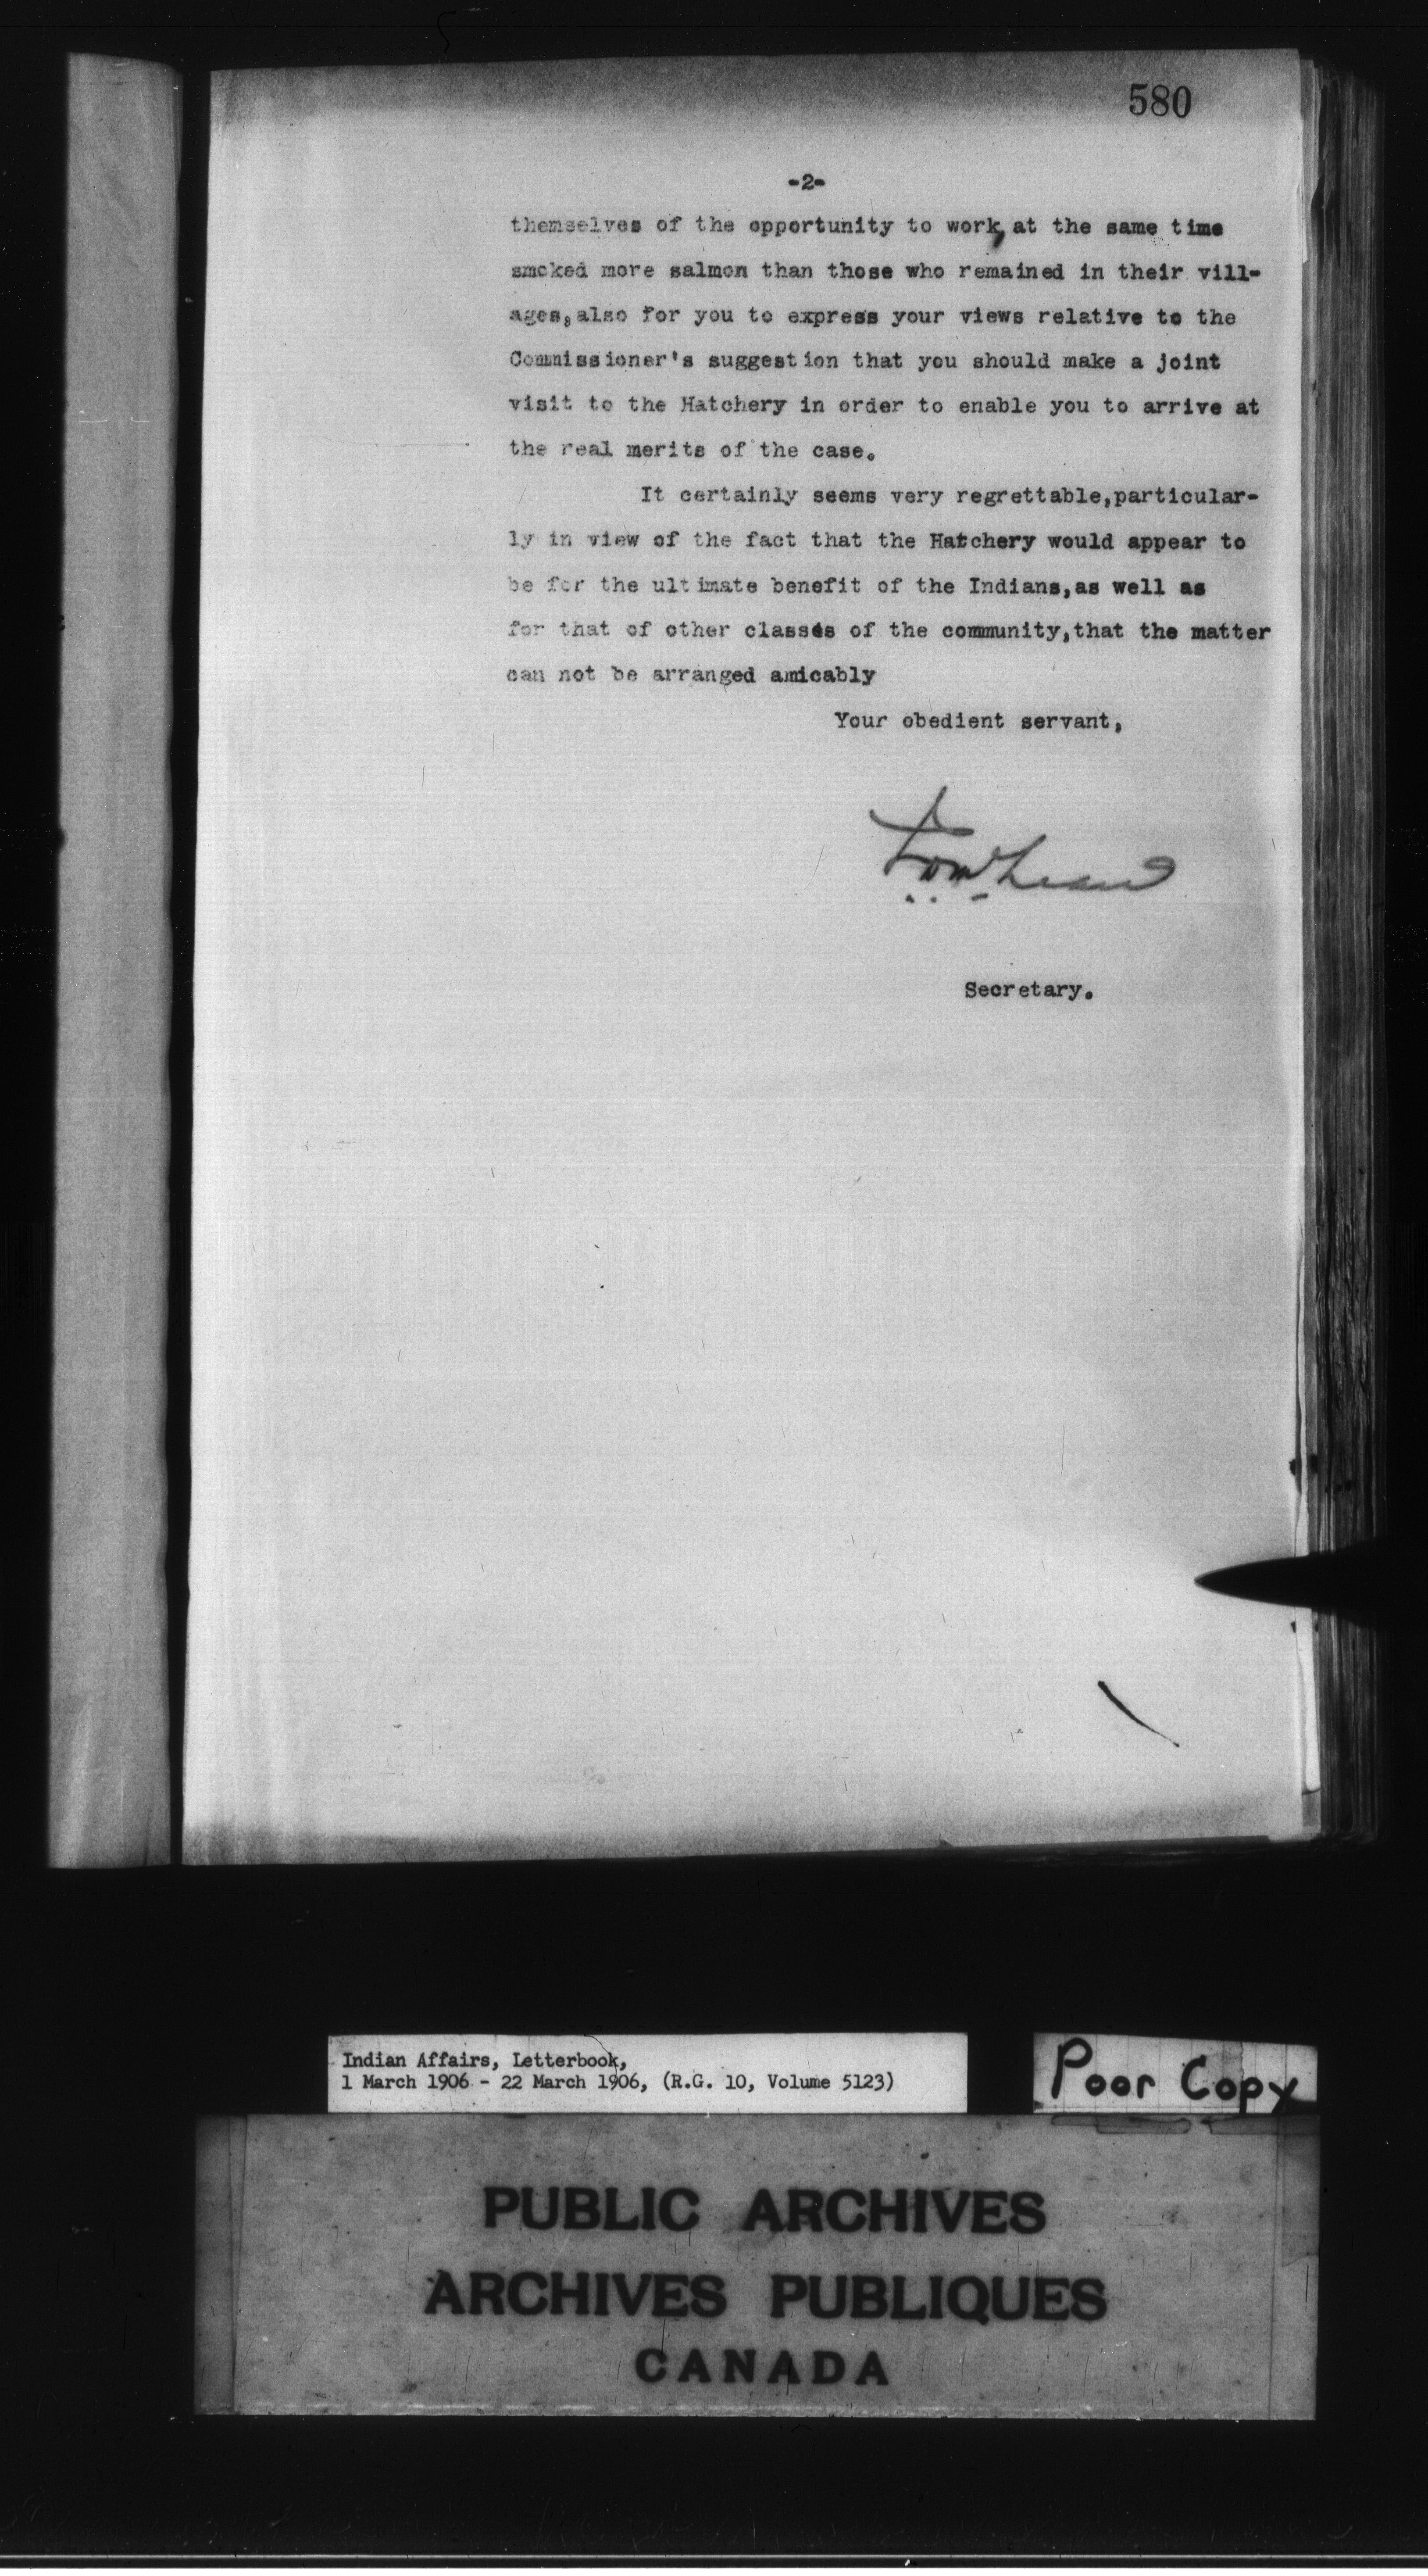 580
-2-
themselves of the opportunity to work, at the same time
smoked more salmon than those who remained in their vill-
ages,also for you to express your views relative to the
Commissioner's suggestion that you should make a joint
visit to the Hatchery in order to enable you to arrive at
the real merits of the case.
It certainly seems very regrettable,particular-
ly in view of the fact that the Hatchery would appear to
be for the ultimate benefit of the Indians,as well as
for that of other classes of the community,that the matter
can not be arranged amicably
Your obedient servant,
Secretary.
Indian Affairs, Letterbook,
1 March 1906 - 22 March 1906, (R.G. 10, Volume 5123)
Poor Copy
PUBLIC ARCHIVES
ARCHIVES PUBLIQUES
CANADA